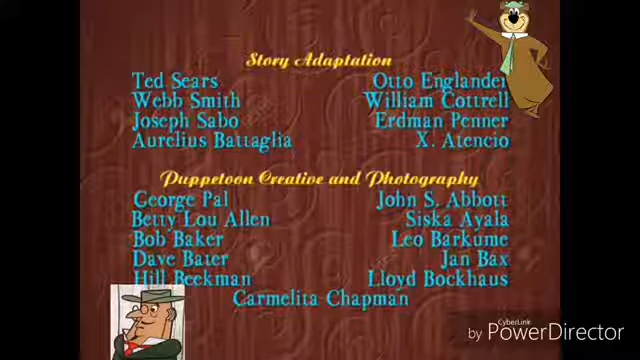 Story Adaptation
Ted Sears Otto Englander
Webb Smith William Cottrell
Joseph Sabo Erdman Penner
Aurelius Battaglia X. Atencio
Puppetoon Creative and Photography
George Pal John S. Abbott
Betty Lou Allen Siska Ayala
Bob Baker Leo Barkume
Dave Bater Jan Bax
Hill Beekman Lloyd Bockhaus
Carmelita Chapman
CyberLink
by PowerDirector